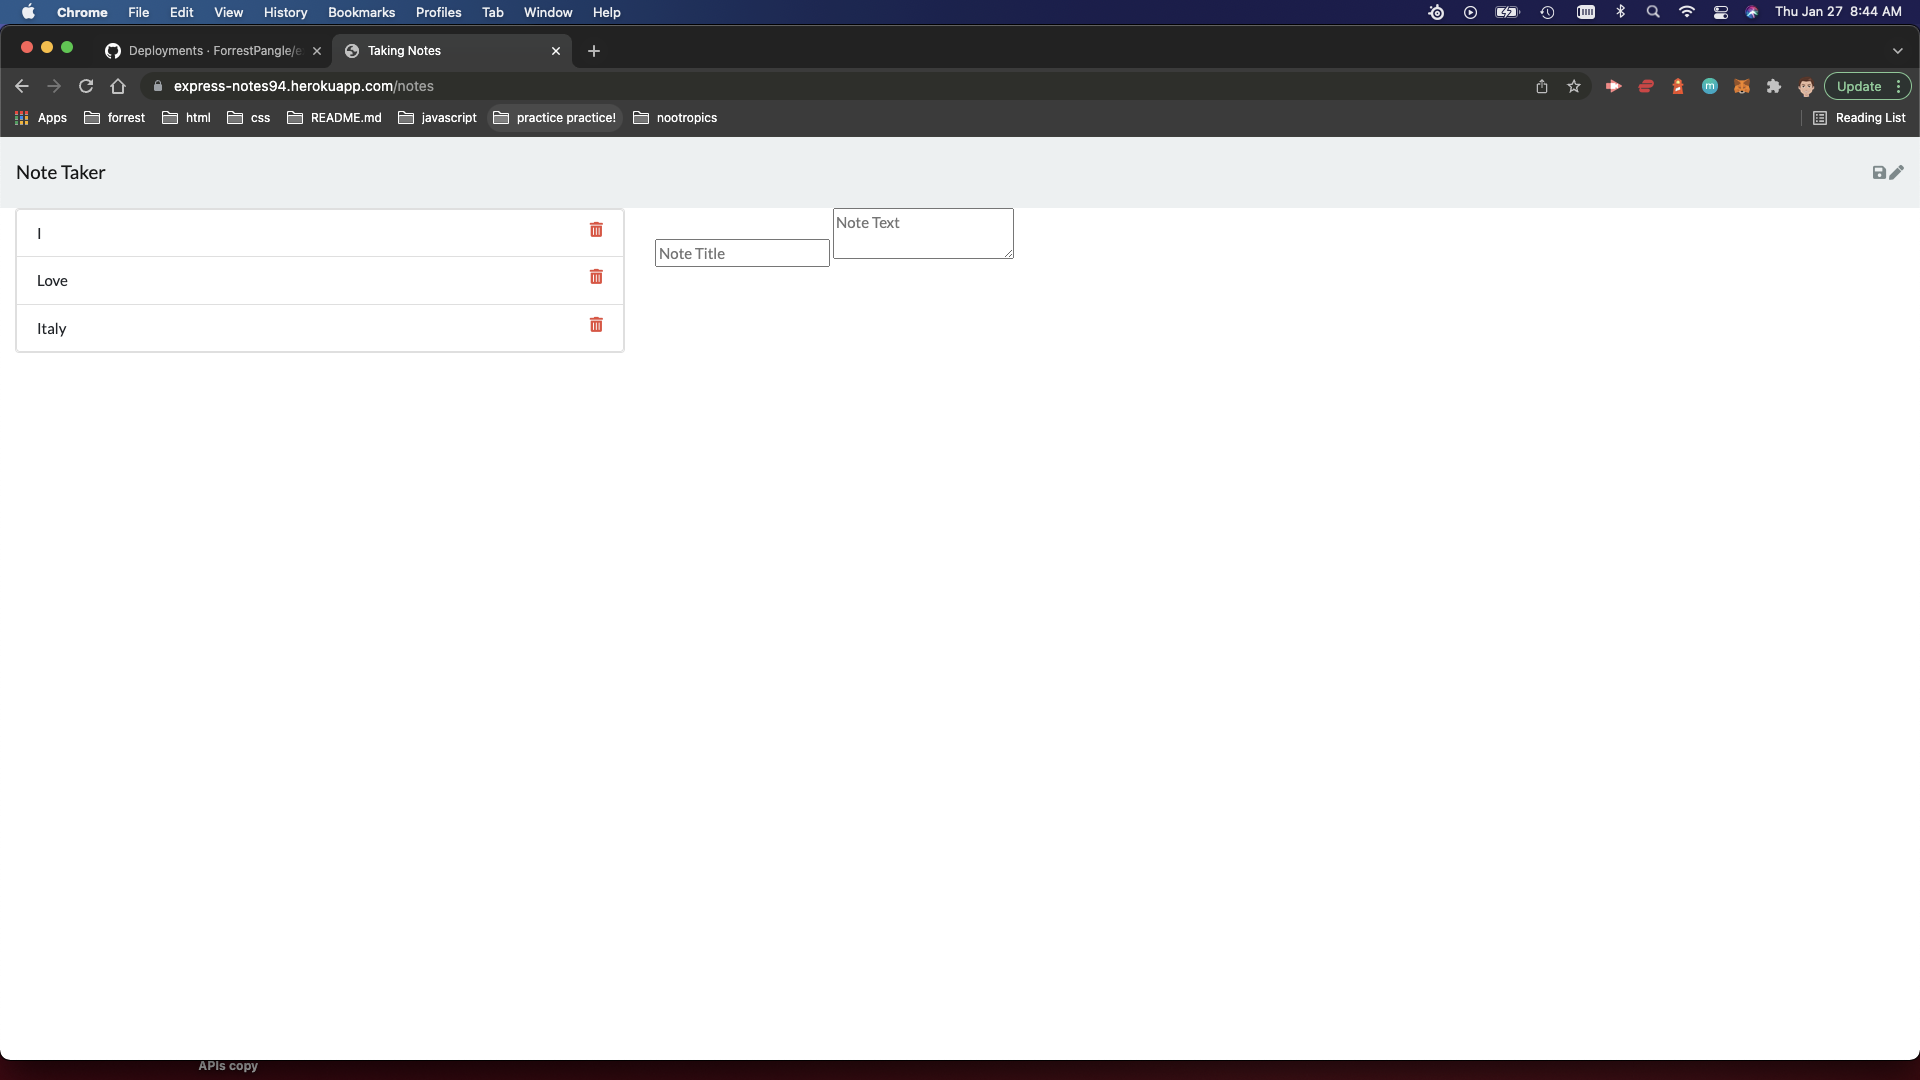 Chrome File Edit View History Bookmarks Profiles Tab Window Help Thu Jan 27 8:44 AM
Deployments · ForrestPangle/e Taking Notes
express-notes94.herokuapp.com/notes Update
Apps forrest html css README.md javascript practice practice! nootropics Reading List
Note Taker
I
Love
Italy
Note Title
Note Text
APIs copy